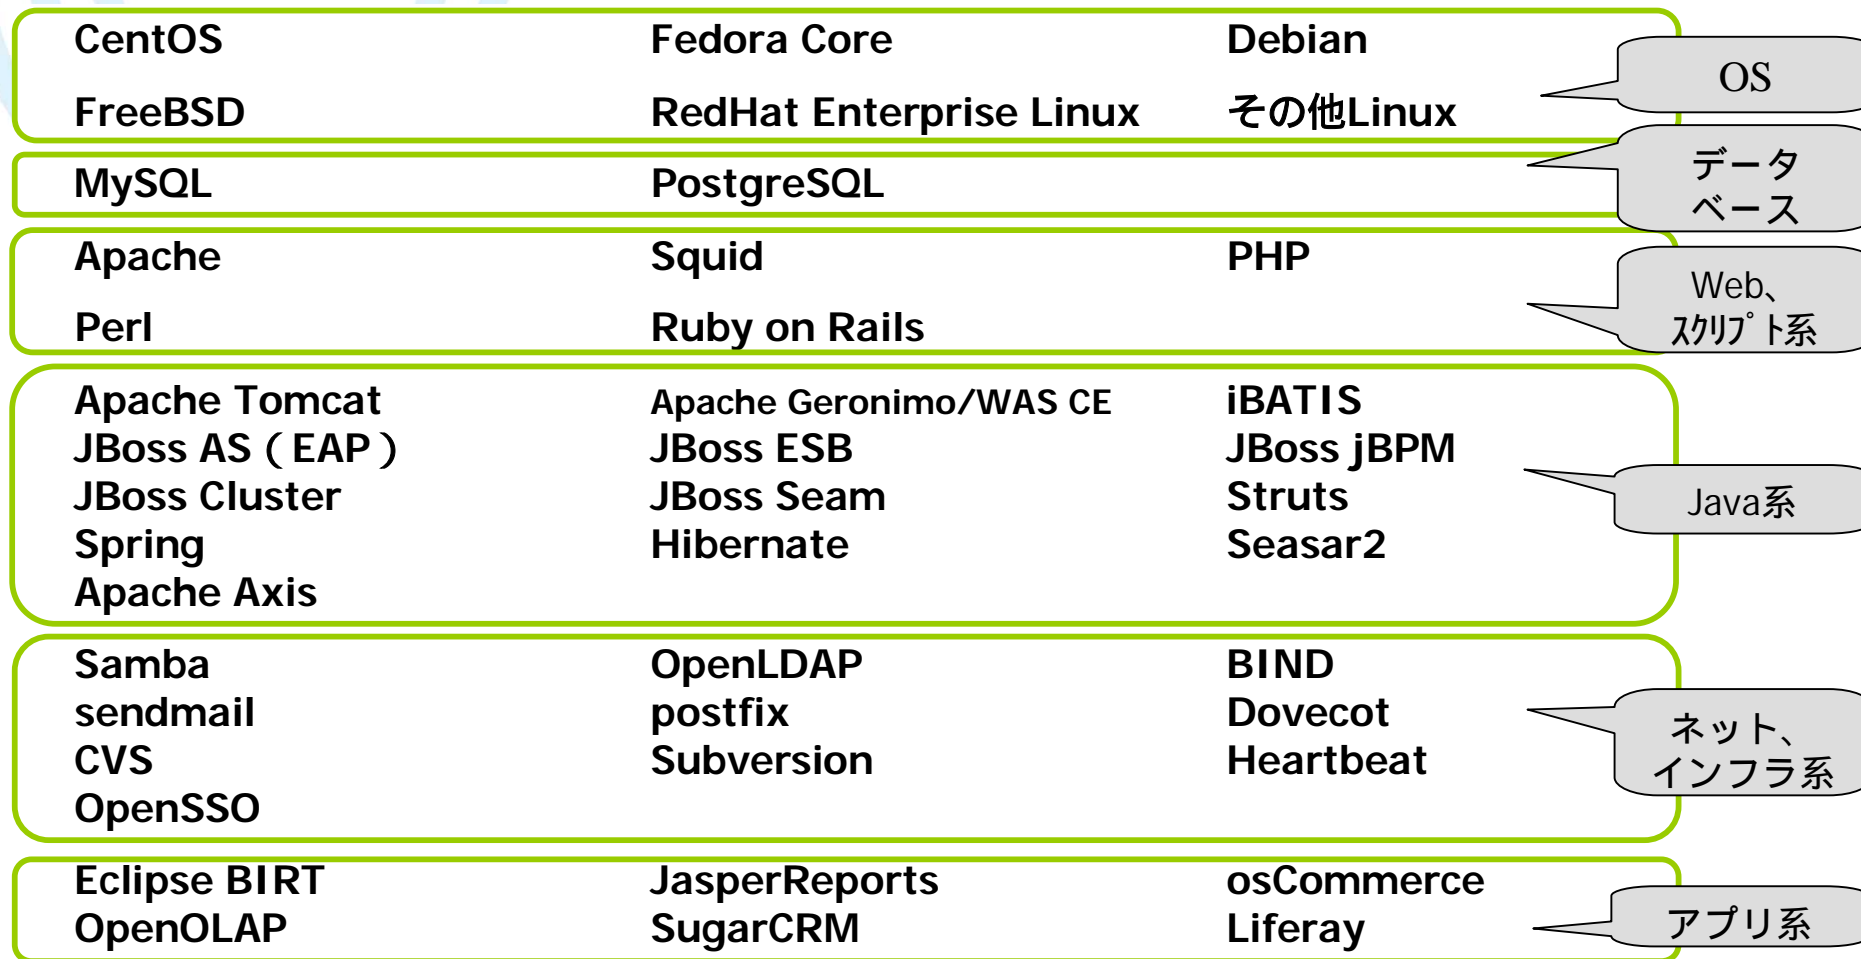 CentOS Fedora Core Debian
OS
FreeBSD RedHat Enterprise Linux その他Linux
MySQL PostgreSQL
データ
ベース
Apache Squid PHP
Web、
ｽｸﾘﾌﾟﾄ系
Perl Ruby on Rails
Apache Tomcat Apache Geronimo/WAS CE iBATIS
JBoss AS（EAP） JBoss ESB JBoss jBPM
JBoss Cluster JBoss Seam Struts
Java系
Spring Hibernate Seasar2
Apache Axis
Samba OpenLDAP BIND
sendmail postfix Dovecot
ネット、
インフラ系
CVS Subversion Heartbeat
OpenSSO
Eclipse BIRT JasperReports osCommerce
OpenOLAP SugarCRM Liferay
アプリ系